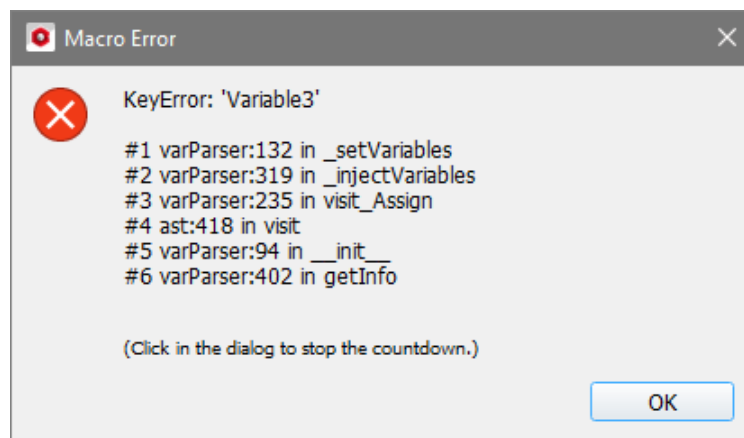 Macro Error
KeyError: 'Variable3'
#1 varParser:132 in _setVariables
#2 varParser:319 in _injectVariables
#3 varParser:235 in visit_Assign
#4 ast:418 in visit
#5 varParser:94 in __init__
#6 varParser:402 in getInfo
(Click in the dialog to stop the countdown.)
OK